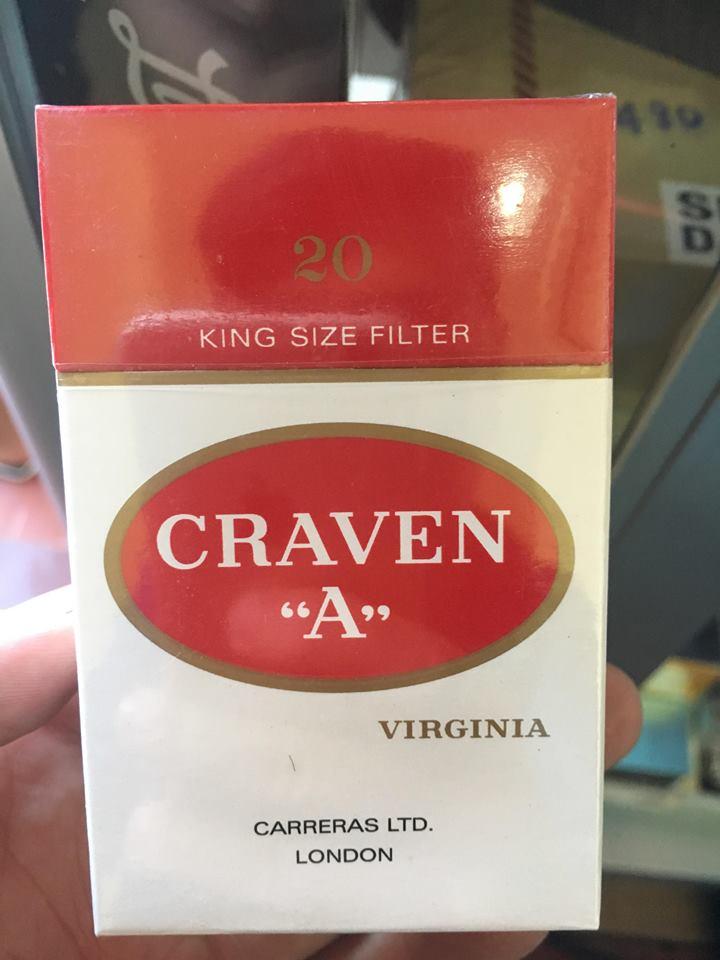 20
KING SIZE FILTER
CRAVEN
“A”
VIRGINIA
CARRERAS LTD.
LONDON